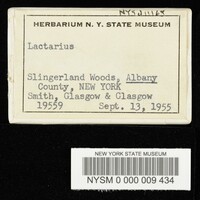 HERBARIUM N. Y. STATE MUSEUM
Lactarius
Slingerland Woods, Albany
County, NEW YORK
Smith, Glasgow & Glasgow
19559 Sept. 13, 1955
NEW YORK STATE MUSEUM
NYSM 0 000 009 434